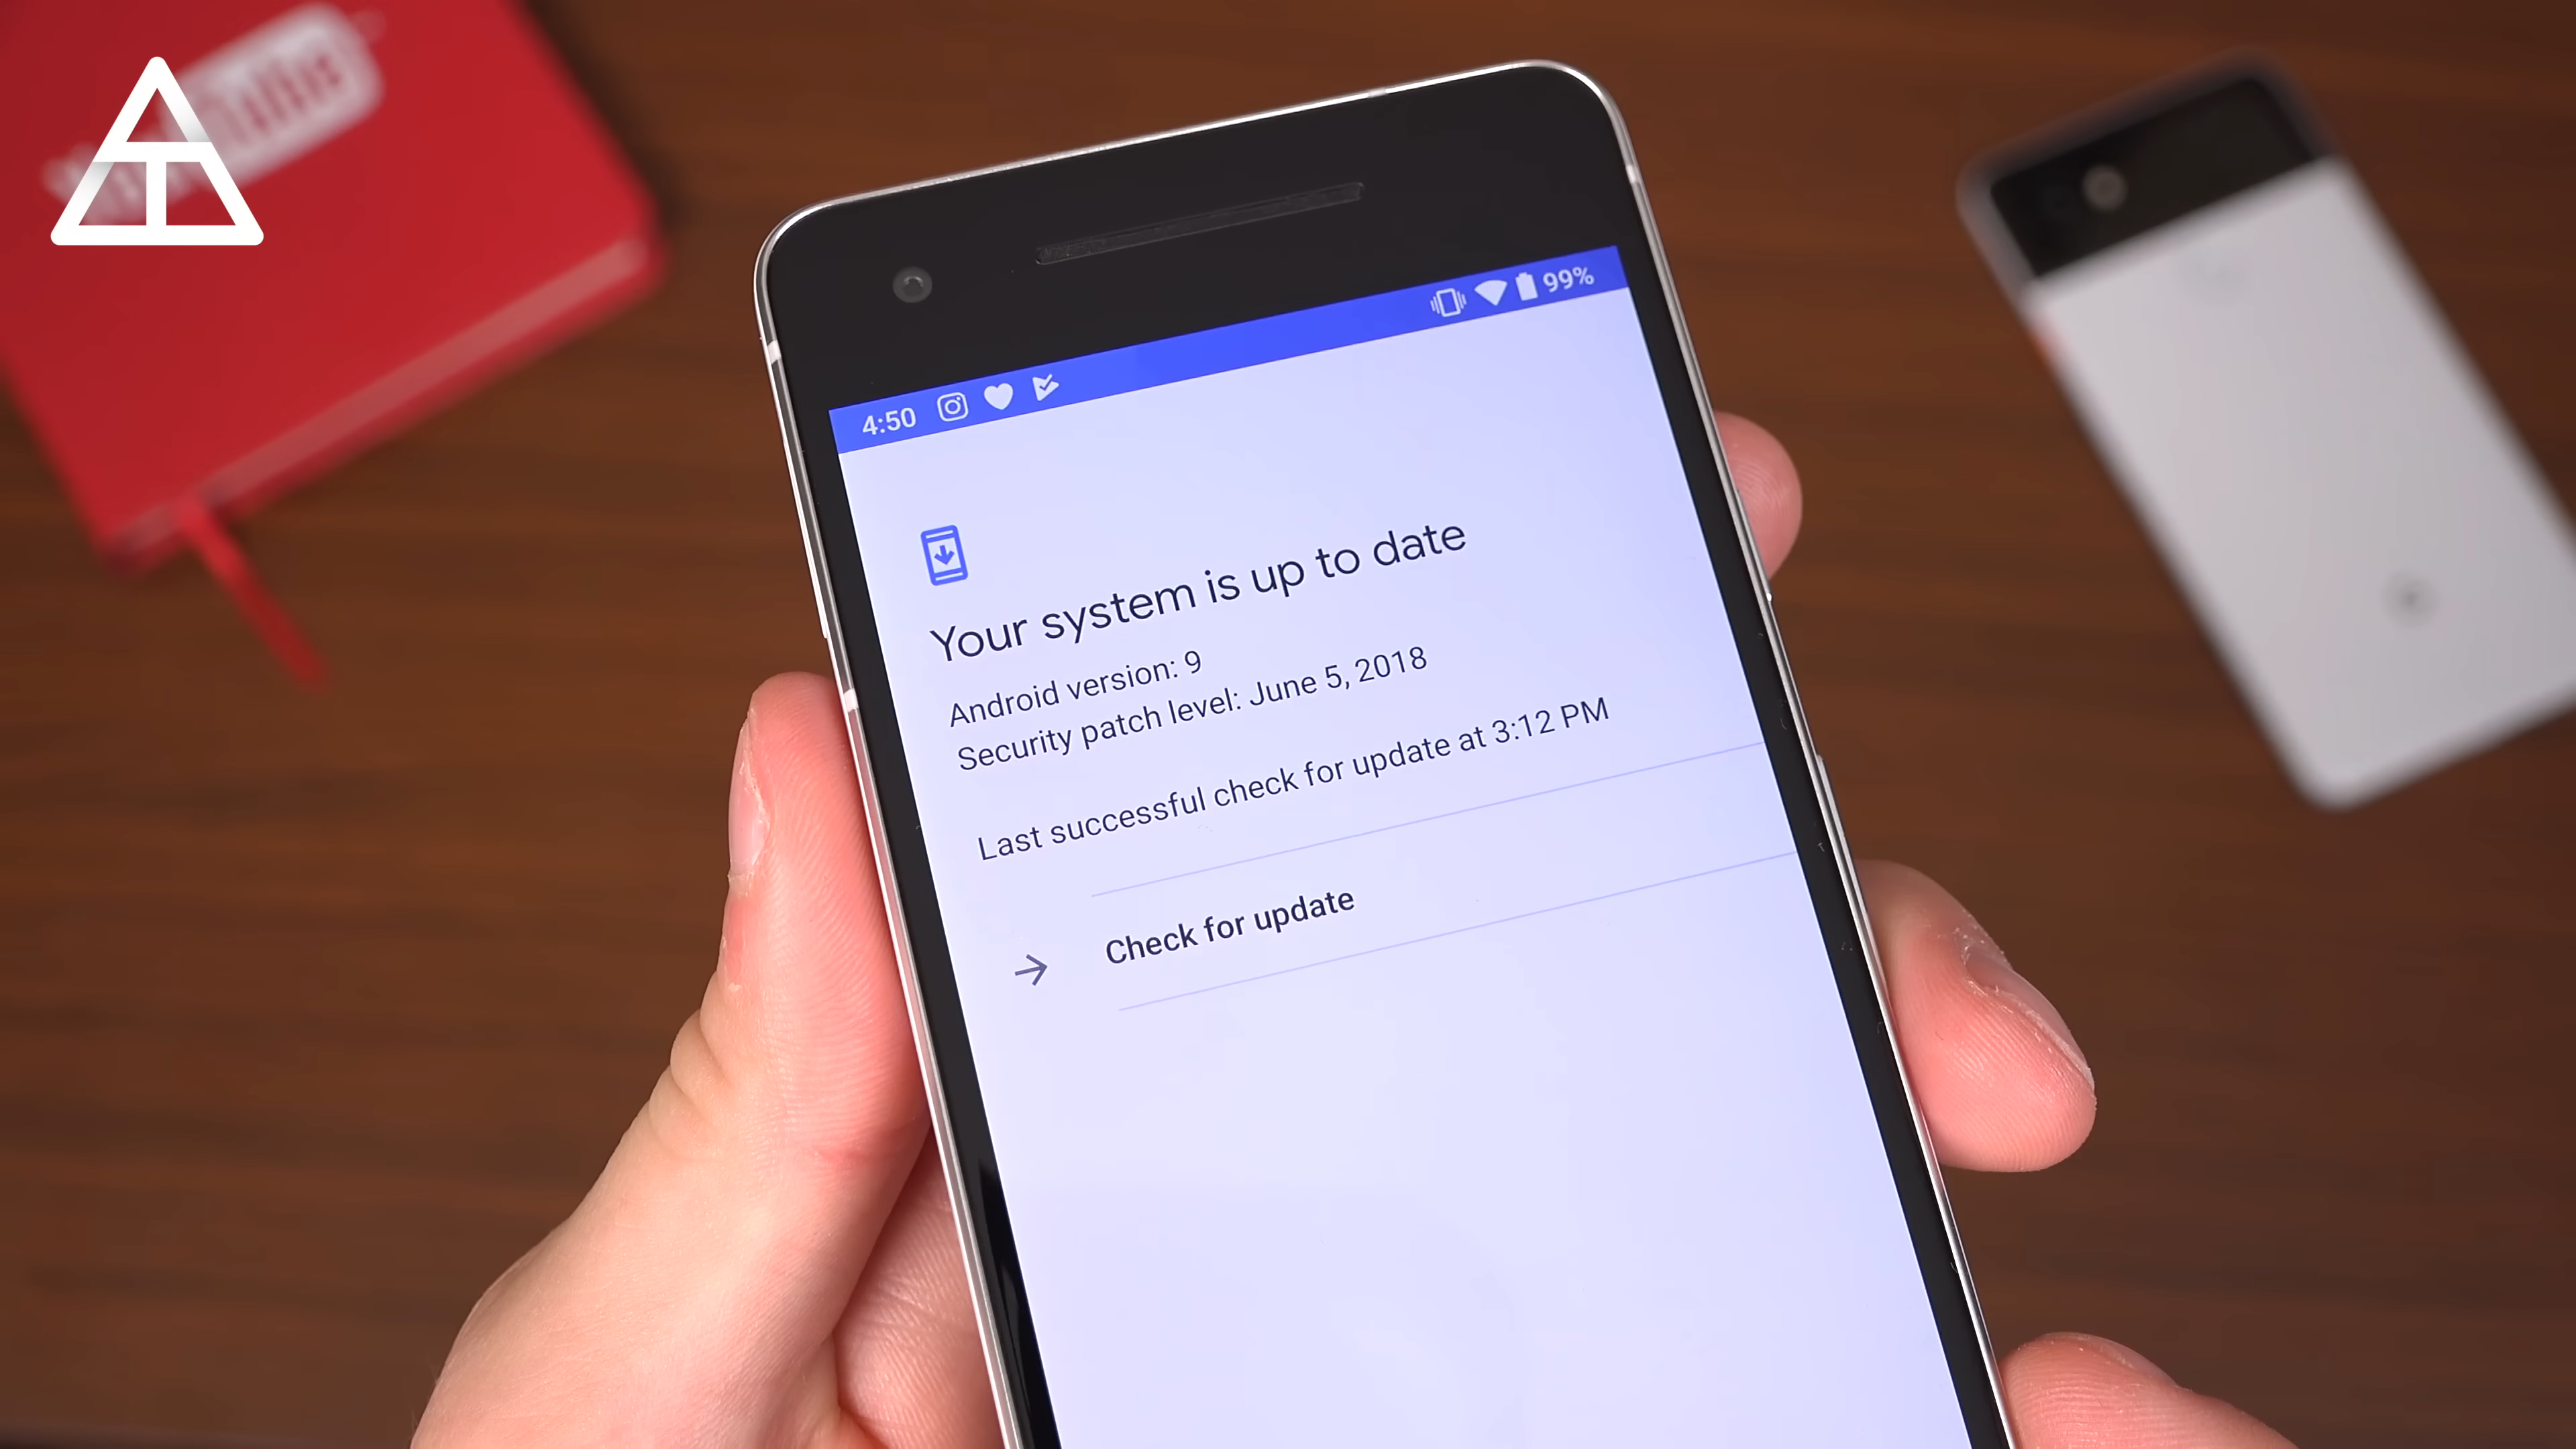 4:50
99%
Your system is up to date
Android version: 9
Security patch level: June 5, 2018
Last successful check for update at 3:12 PM
Check for update